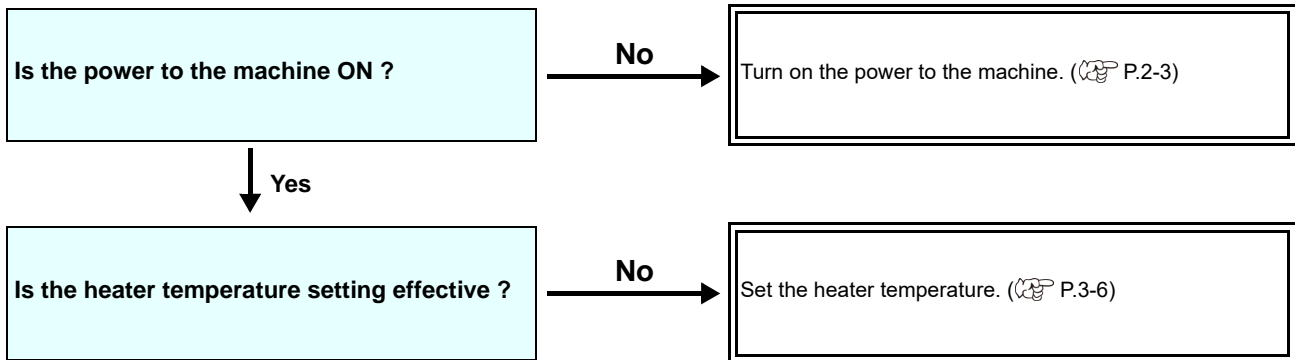 Is the power to the machine ON ?
No
Turn on the power to the machine. ( P.2-3)
Yes
Is the heater temperature setting effective ?
No
Set the heater temperature. ( P.3-6)